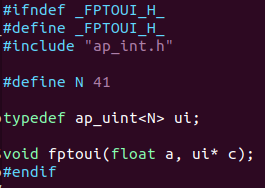 #ifndef _FPTOUI_H_
#define _FPTOUI_H_
#include "ap_int.h"
#define N 41
typedef ap_uint<N> ui;
void fptoui(float a, ui* c);
#endif